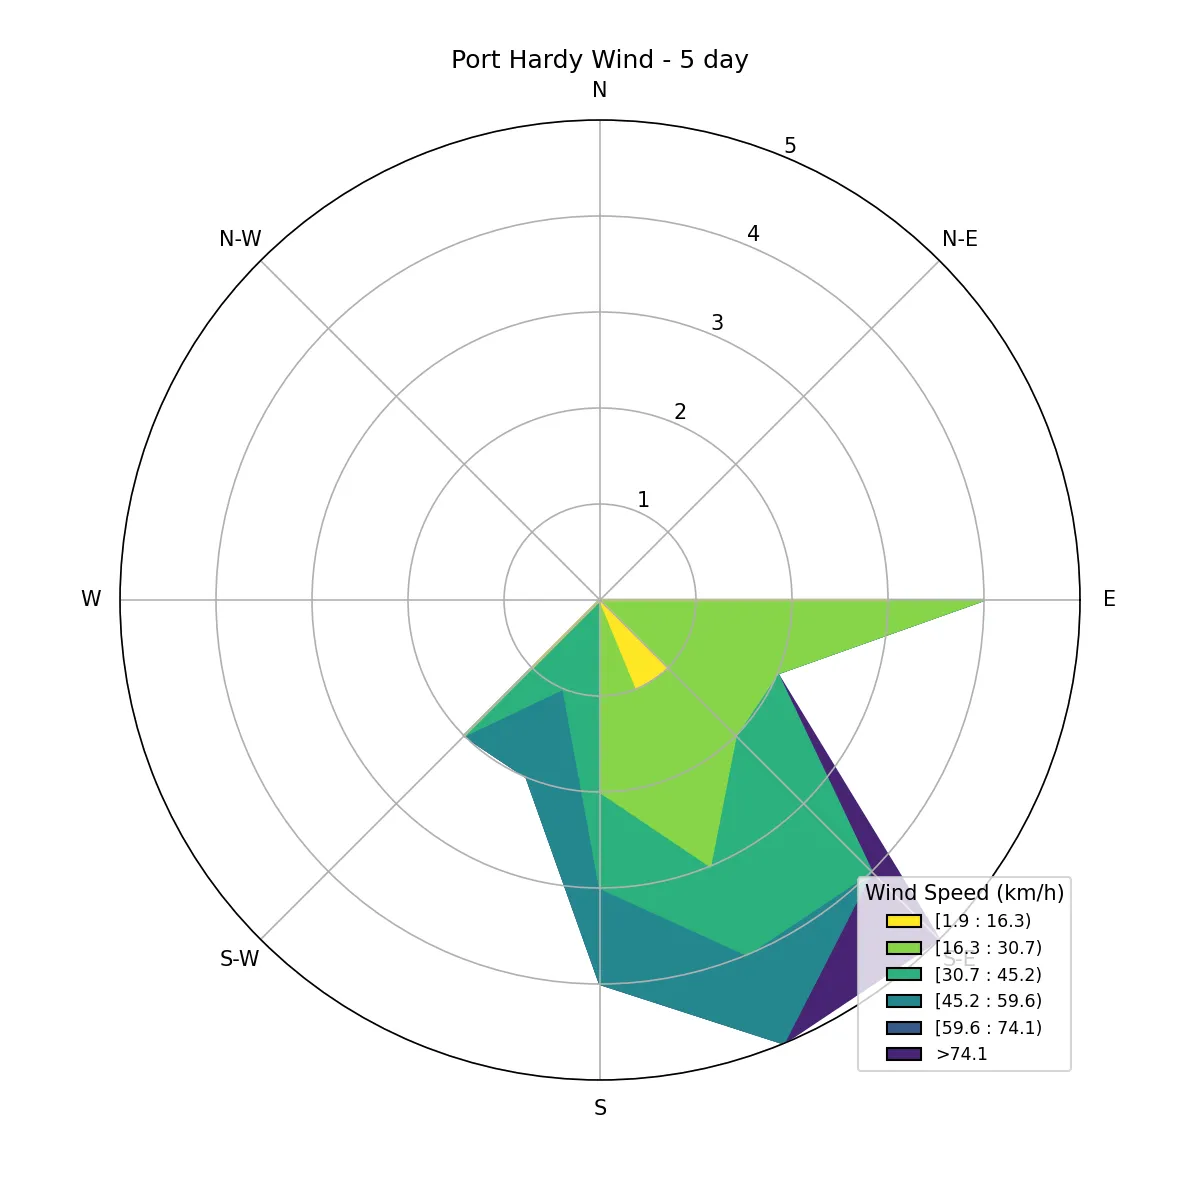 Port Hardy Wind - 5 day
N
5
N-W
N-E
4
3
2
1
W
E
Wind Speed (km/h)
[1.9 : 16.3)
[16.3 : 30.7)
[30.7 : 45.2)
[45.2 : 59.6)
[59.6 : 74.1)
>74.1
S-W
S-E
S